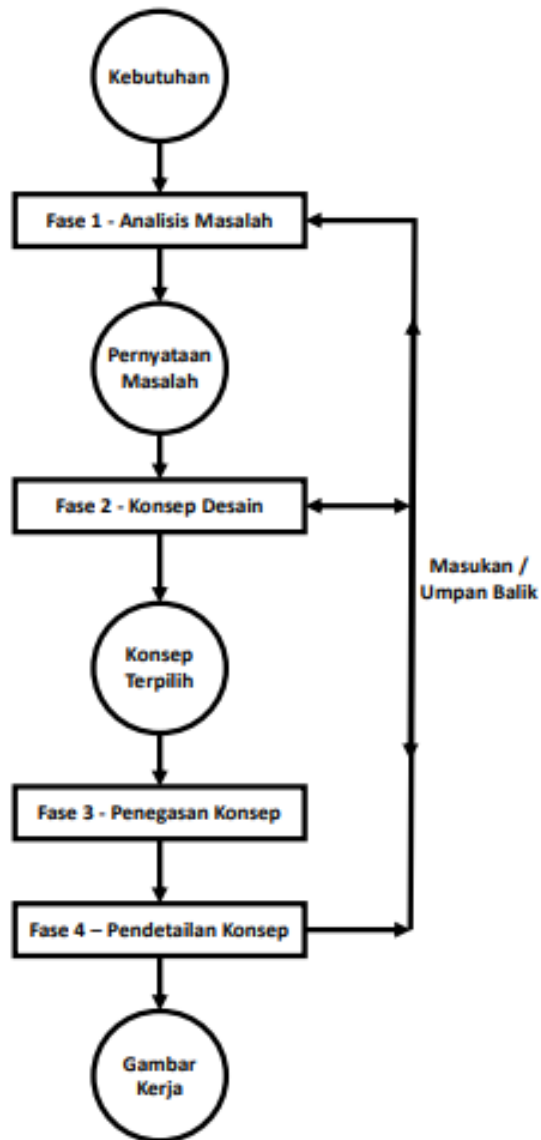 Kebutuhan
Fase 1 - Analisis Masalah
Pernyataan
Masalah
Fase 2 - Konsep Desain
Masukan /
Umpan Balik
Konsep
Terpilih
Fase 3 - Penegasan Konsep
Fase 4 – Pendetailan Konsep
Gambar
Kerja